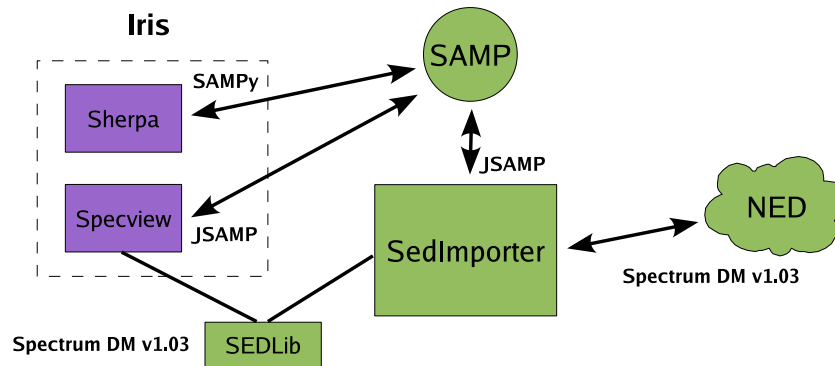 Iris
SAMP
SAMPy
Sherpa
JSAMP
Specview
JSAMP
SedImporter
NED
Spectrum DM v1.03
Spectrum DM v1.03
SEDLib